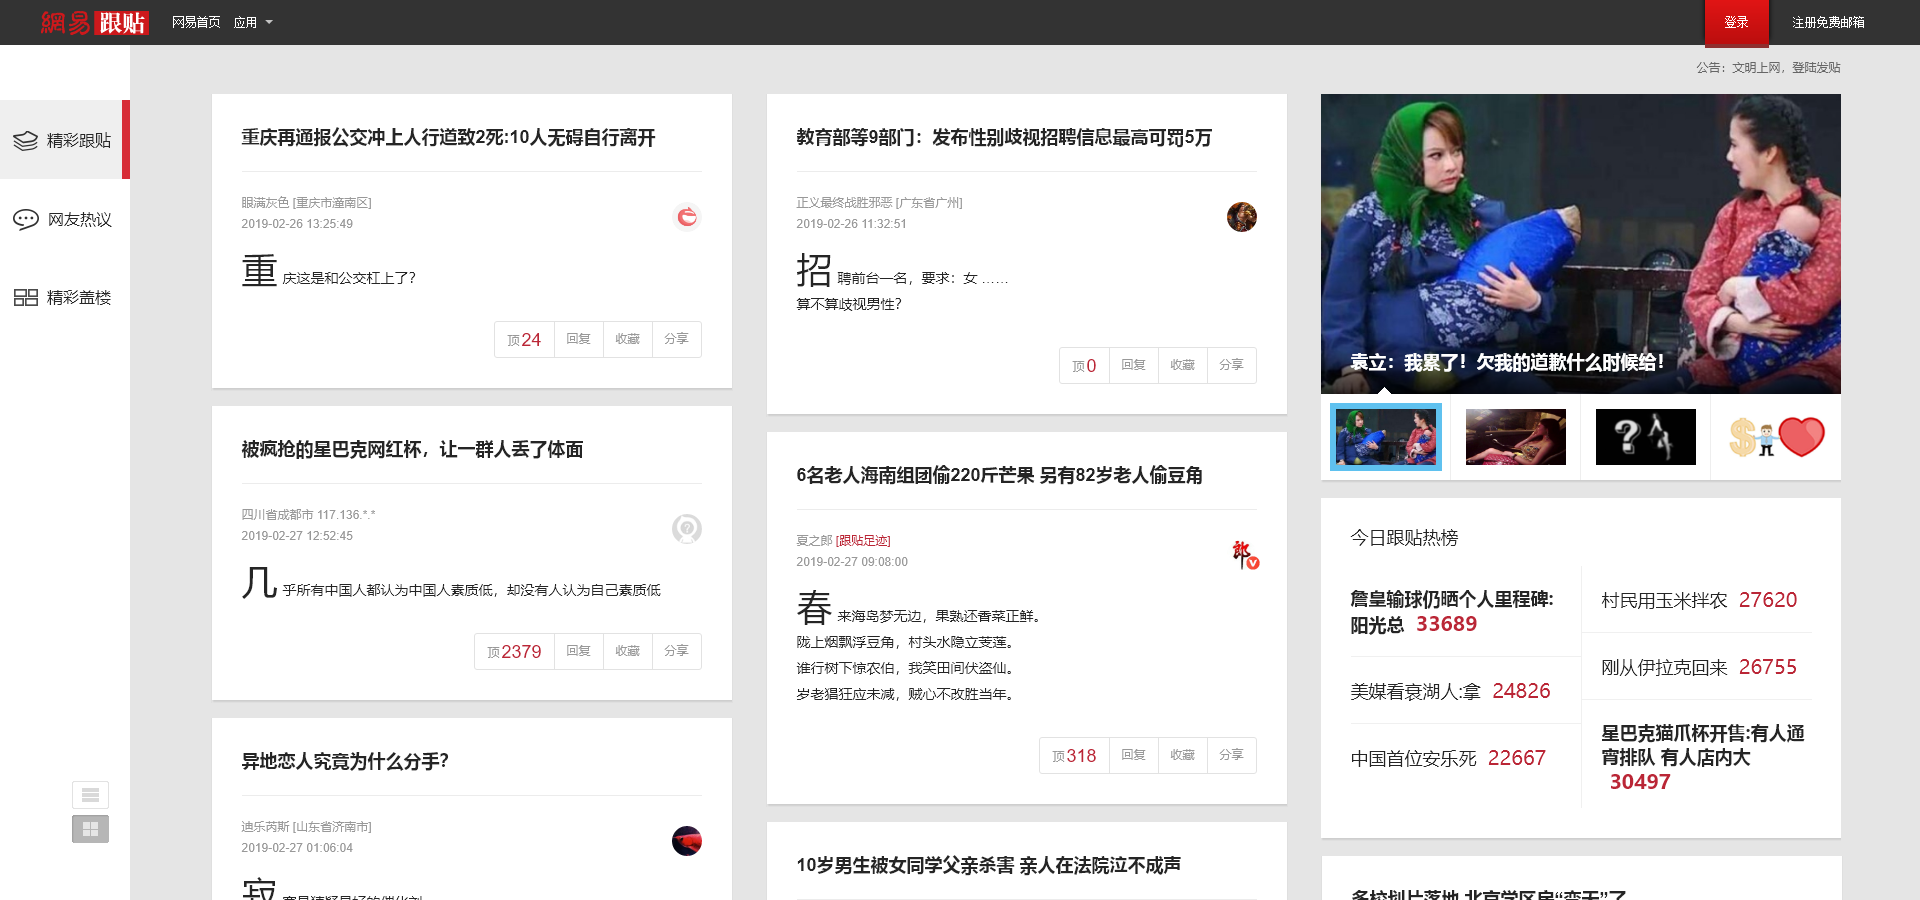 網易 跟贴
网易首页 应用
登录
注册免费邮箱
公告：文明上网，登陆发贴
精彩跟贴
网友热议
精彩盖楼
重庆再通报公交冲上人行道致2死:10人无碍自行离开
眼满灰色 [重庆市潼南区]
2019-02-26 13:25:49
重 庆这是和公交杠上了？
顶24 回复 收藏 分享
被疯抢的星巴克网红杯，让一群人丢了体面
四川省成都市 117.136.*.*
2019-02-27 12:52:45
几 乎所有中国人都认为中国人素质低，却没有人认为自己素质低
顶2379 回复 收藏 分享
异地恋人究竟为什么分手？
迪乐芮斯 [山东省济南市]
2019-02-27 01:06:04
寂
教育部等9部门：发布性别歧视招聘信息最高可罚5万
正义最终战胜邪恶 [广东省广州]
2019-02-26 11:32:51
招 聘前台一名，要求：女 ……
算不算歧视男性？
顶0 回复 收藏 分享
6名老人海南组团偷220斤芒果 另有82岁老人偷豆角
夏之郎 [跟贴足迹]
郎
2019-02-27 09:08:00
春 来海岛梦无边，果熟还香菜正鲜。
陇上烟飘浮豆角，村头水隐立茭莲。
谁行树下惊农伯，我笑田间伏盗仙。
岁老猖狂应未减，贼心不改胜当年。
顶318 回复 收藏 分享
10岁男生被女同学父亲杀害 亲人在法院泣不成声
袁立：我累了！欠我的道歉什么时候给！
今日跟贴热榜
詹皇输球仍晒个人里程碑:
阳光总 33689
美媒看衰湖人:拿 24826
中国首位安乐死 22667
村民用玉米拌农 27620
刚从伊拉克回来 26755
星巴克猫爪杯开售:有人通
宵排队 有人店内大
30497
多校划片落地 北京学区房“变天”了